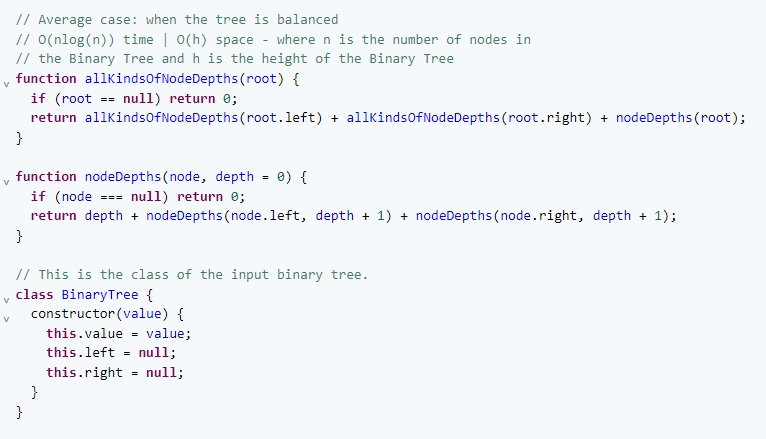 // Average case: when the tree is balanced
// O(nlog(n)) time | O(h) space - where n is the number of nodes in
// the Binary Tree and h is the height of the Binary Tree
function allKindsOfNodeDepths(root) {
  if (root == null) return 0;
  return allKindsOfNodeDepths(root.left) + allKindsOfNodeDepths(root.right) + nodeDepths(root);
}

function nodeDepths(node, depth = 0) {
  if (node === null) return 0;
  return depth + nodeDepths(node.left, depth + 1) + nodeDepths(node.right, depth + 1);
}

// This is the class of the input binary tree.
class BinaryTree {
  constructor(value) {
    this.value = value;
    this.left = null;
    this.right = null;
  }
}